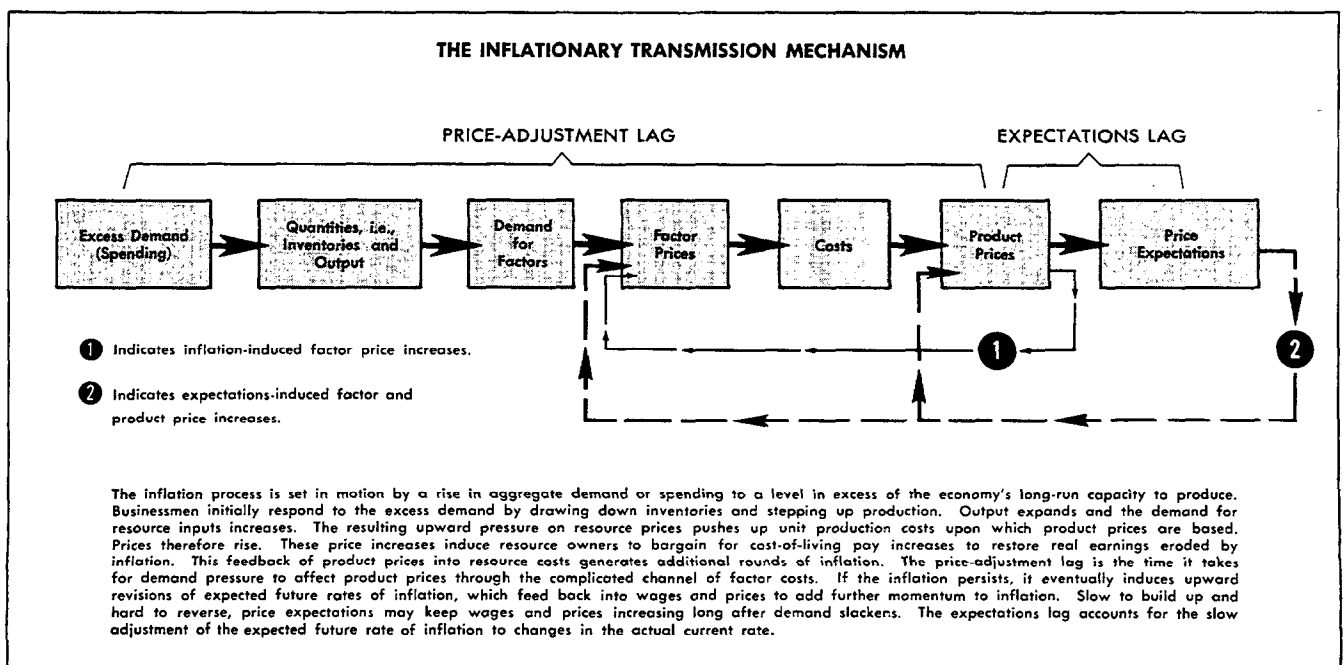 THE INFLATIONARY TRANSMISSION MECHANISM
PRICE-ADJUSTMENT LAG
EXPECTATIONS LAG
Excess Demand
(Spending)
Quantities, i.e.,
Inventories and
Output
Demand
for
Factors
Factor
Prices
Costs
Product
Prices
Price
Expectations
1
2
1 Indicates inflation-induced factor price increases.
2 Indicates expectations-induced factor and
product price increases.
The inflation process is set in motion by a rise in aggregate demand or spending to a level in excess of the economy's long-run capacity to produce.
Businessmen initially respond to the excess demand by drawing down inventories and stepping up production. Output expands and the demand for
resource inputs increases. The resulting upward pressure on resource prices pushes up unit production costs upon which product prices are based.
Prices therefore rise. These price increases induce resource owners to bargain for cost-of-living pay increases to restore real earnings eroded by
inflation. This feedback of product prices into resource costs generates additional rounds of inflation. The price-adjustment lag is the time it takes
for demand pressure to affect product prices through the complicated channel of factor costs. If the inflation persists, it eventually induces upward
revisions of expected future rates of inflation, which feed back into wages and prices to add further momentum to inflation. Slow to build up and
hard to reverse, price expectations may keep wages and prices increasing long after demand slackens. The expectations lag accounts for the slow
adjustment of the expected future rate of inflation to changes in the actual current rate.